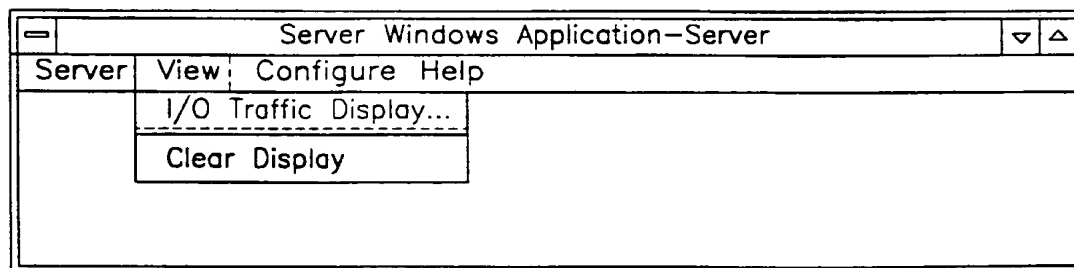 Server Windows Application–Server
Server View Configure Help
I/O Traffic Display...
Clear Display